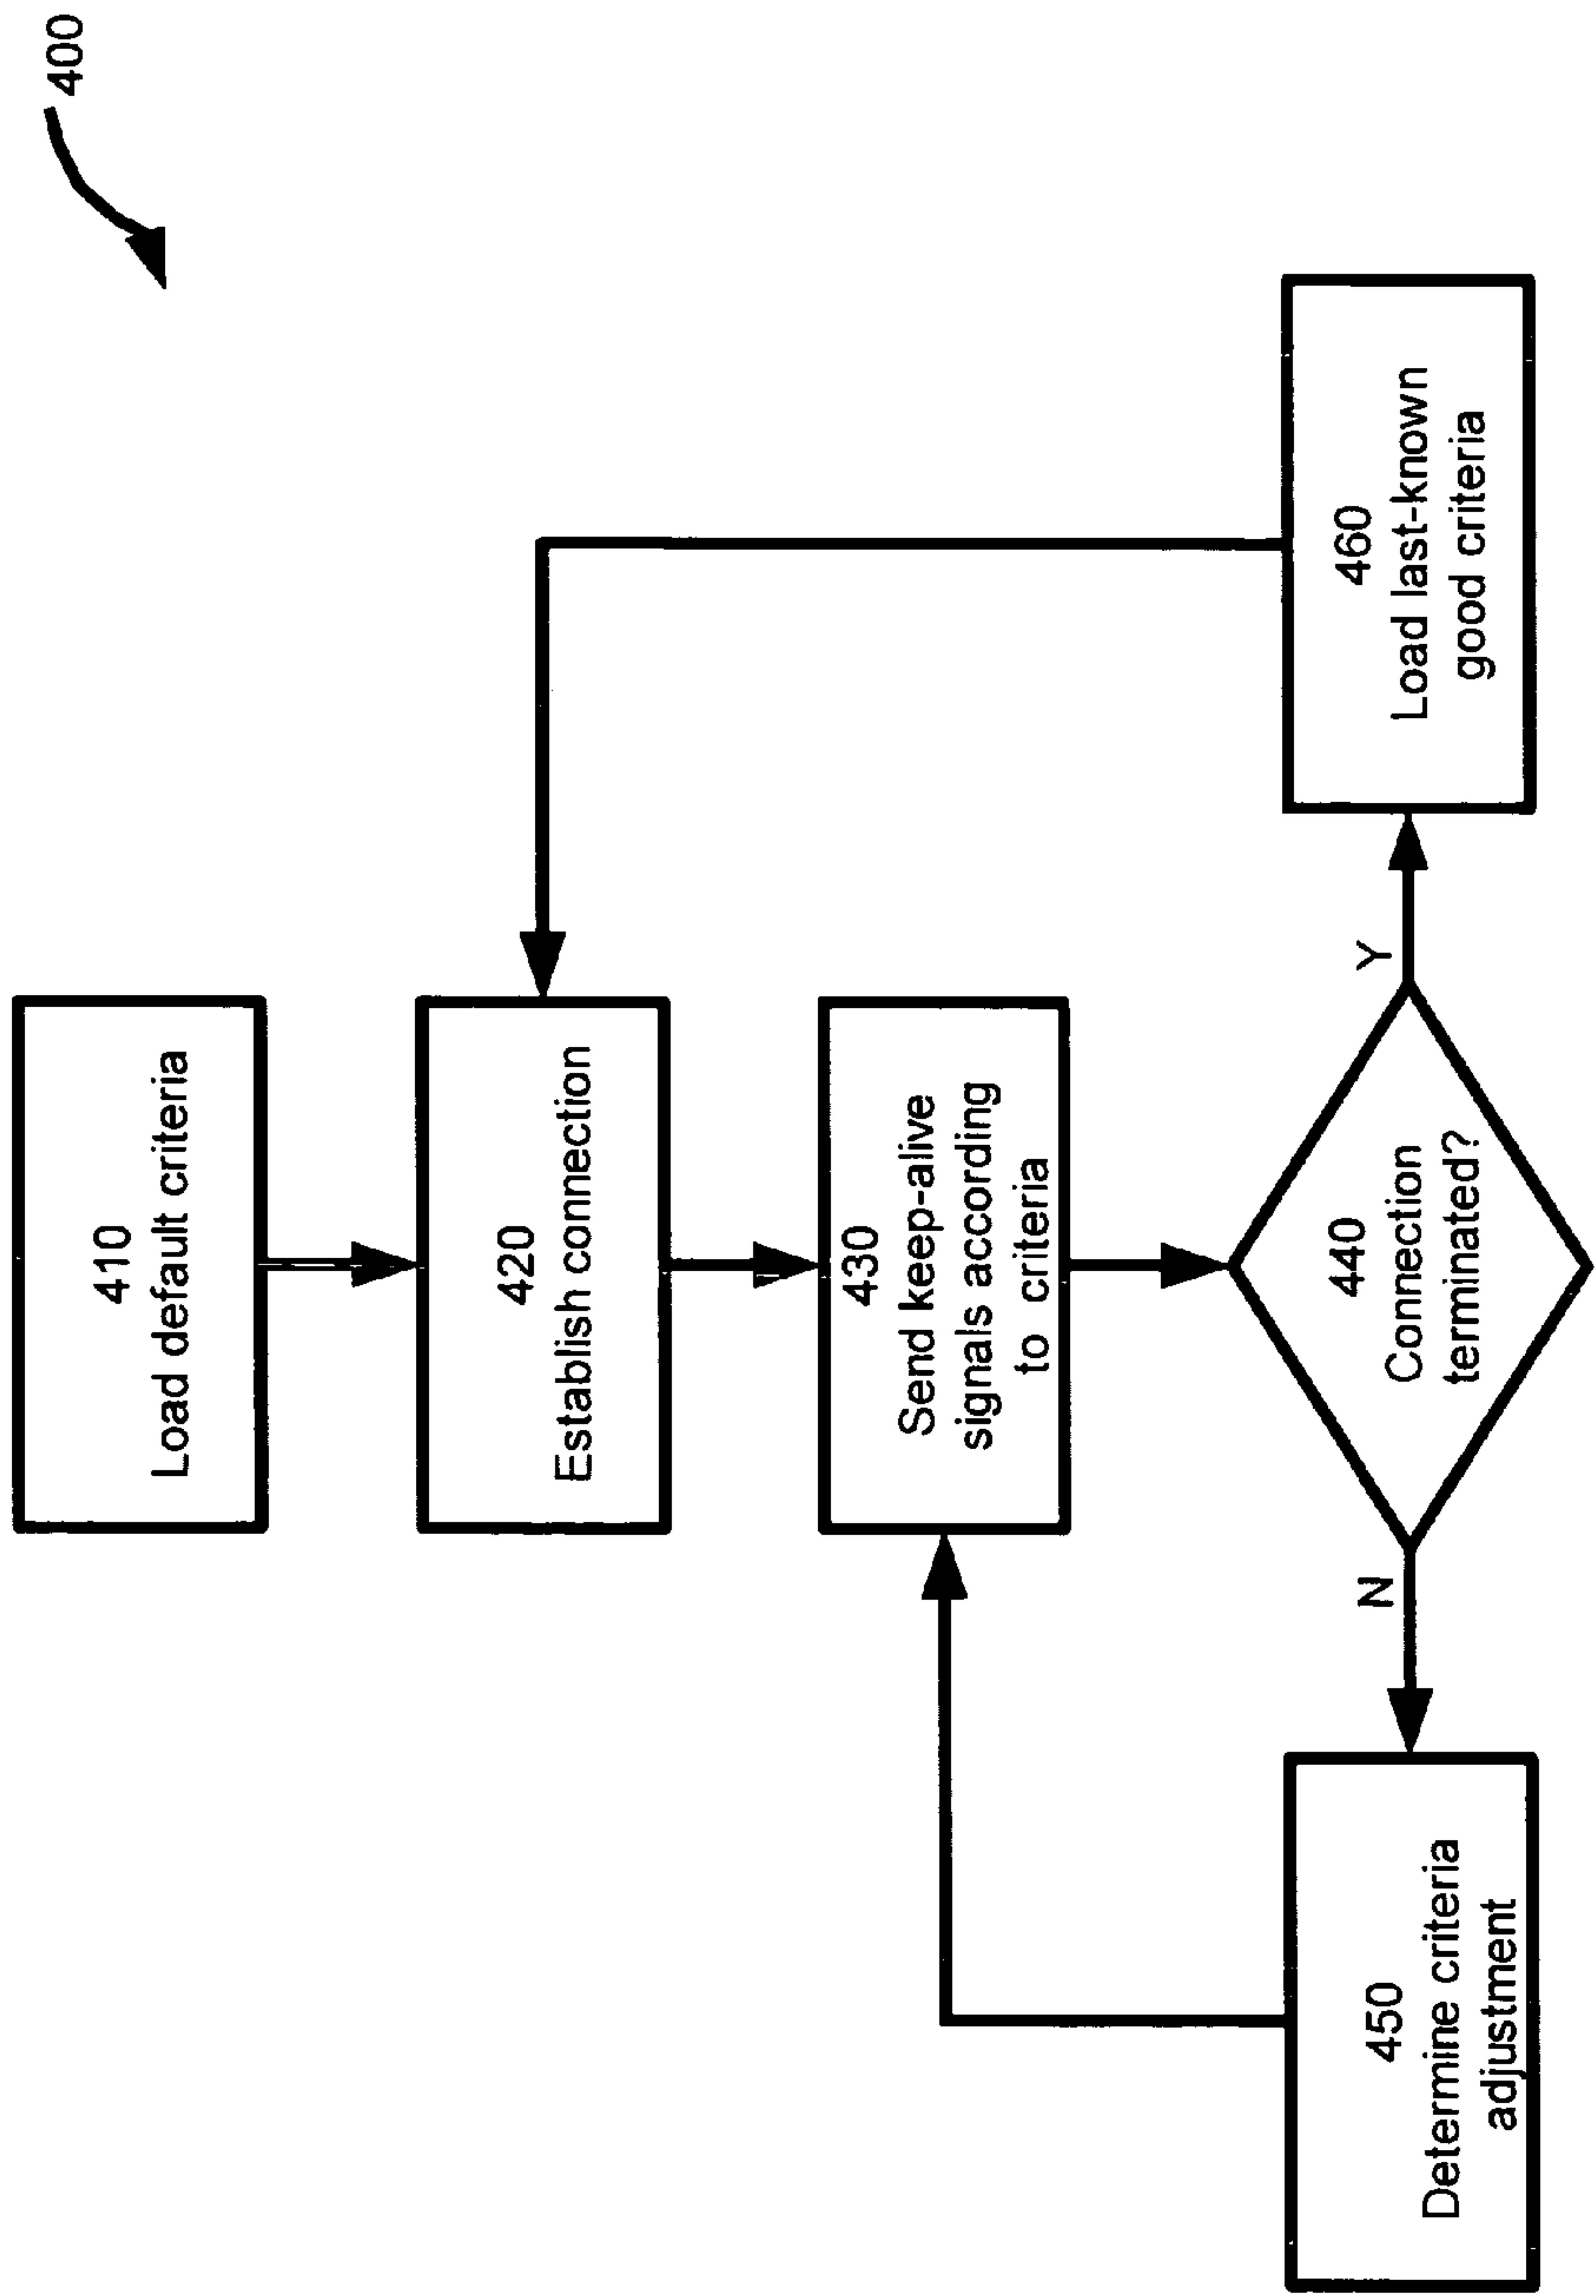 400
410
Load default criteria
420
Establish connection
430
Send keep-alive
signals according
to criteria
440
Connection
terminated?
N
Y
450
Determine criteria
adjustment
460
Load last-known
good criteria